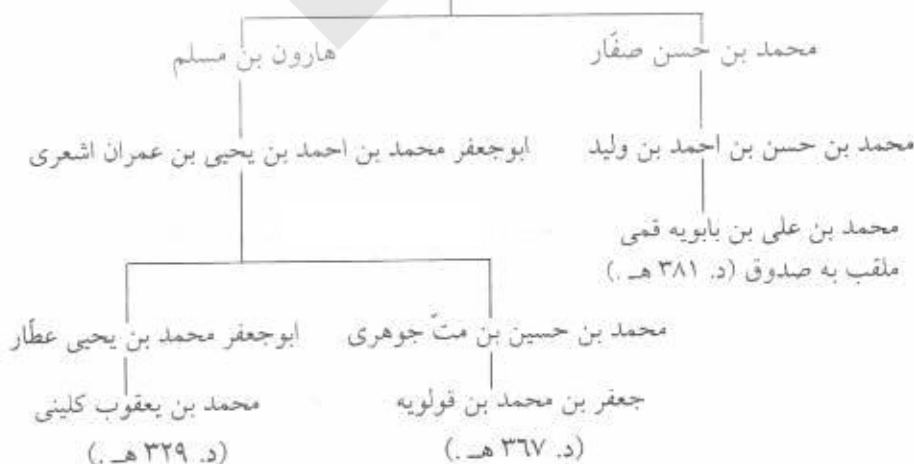 محمد بن حسن صفّار
هارون بن مسلم
محمد بن حسن بن احمد بن ولید
ابوجعفر محمد بن احمد بن یحیی بن عمران اشعری
محمد بن علی بن بابویه قمی
ملقب به صدوق (د. ۳۸۱ هـ .)
محمد بن حسین بن متّ جوهری
ابوجعفر محمد بن یحیی عطّار
جعفر بن محمد بن قولویه
محمد بن یعقوب کلینی
(د. ۳۶۷ هـ .)
(د. ۳۲۹ هـ .)